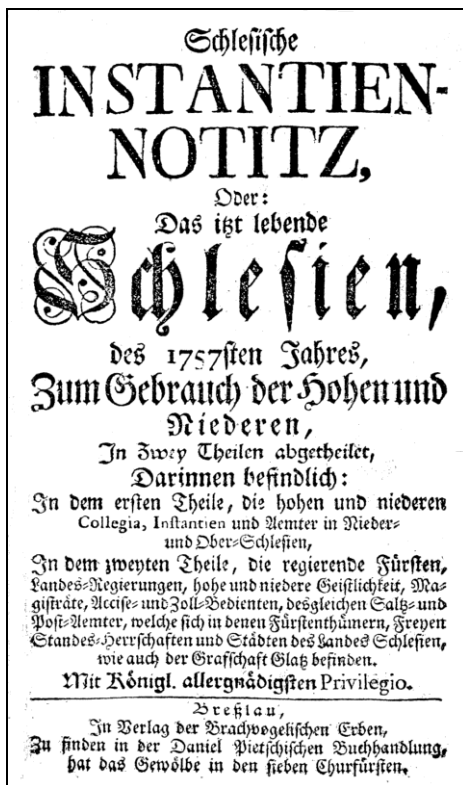 Schlesische
INSTANTIEN-
NOTITZ,
Oder:
Das itzt lebende
Schlesien,
des 1757sten Jahres,
Zum Gebrauch der Hohen und
Niederen,
In Zwey Theilen abgetheilet,
Darinnen befindlich:
In dem ersten Theile, die hohen und niederen
Collegia, Instantien und Aemter in Nieder-
und Ober-Schlesien,
In dem zweyten Theile, die regierende Fürsten,
Landes-Regierungen, hohe und niedere Geistlichkeit, Ma-
gisträte, Accise- und Zoll-Bedienten, desgleichen Saltz- und
Post-Aemter, welche sich in denen Fürstenthümern, Freyen
Standes-Herrschaften und Städten des Landes Schlesien,
wie auch der Grafschaft Glatz befinden.
Mit Königl. allergnädigsten Privilegio.
Breßlau,
In Verlag der Brachvogelischen Erben,
Zu finden in der Daniel Pietschischen Buchhandlung,
hat das Gewölbe in den sieben Churfürsten.